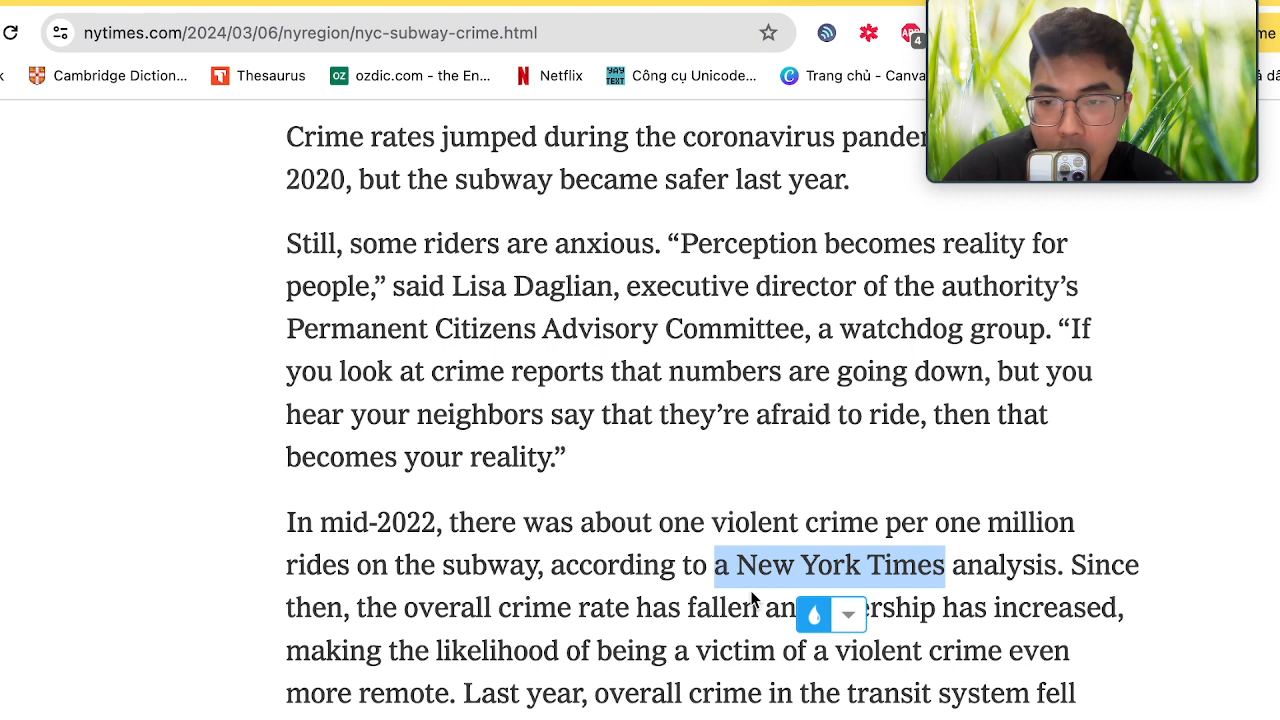 nytimes.com/2024/03/06/nyregion/nyc-subway-crime.html
4
me
k Cambridge Diction... T Thesaurus OZ ozdic.com - the En... N Netflix YAY TEXT Công cụ Unicode... C Trang chủ - Canva
Crime rates jumped during the coronavirus pander
2020, but the subway became safer last year.
Still, some riders are anxious. “Perception becomes reality for
people,” said Lisa Daglian, executive director of the authority’s
Permanent Citizens Advisory Committee, a watchdog group. “If
you look at crime reports that numbers are going down, but you
hear your neighbors say that they’re afraid to ride, then that
becomes your reality.”
In mid-2022, there was about one violent crime per one million
rides on the subway, according to a New York Times analysis. Since
then, the overall crime rate has fallen an ership has increased,
making the likelihood of being a victim of a violent crime even
more remote. Last year, overall crime in the transit system fell